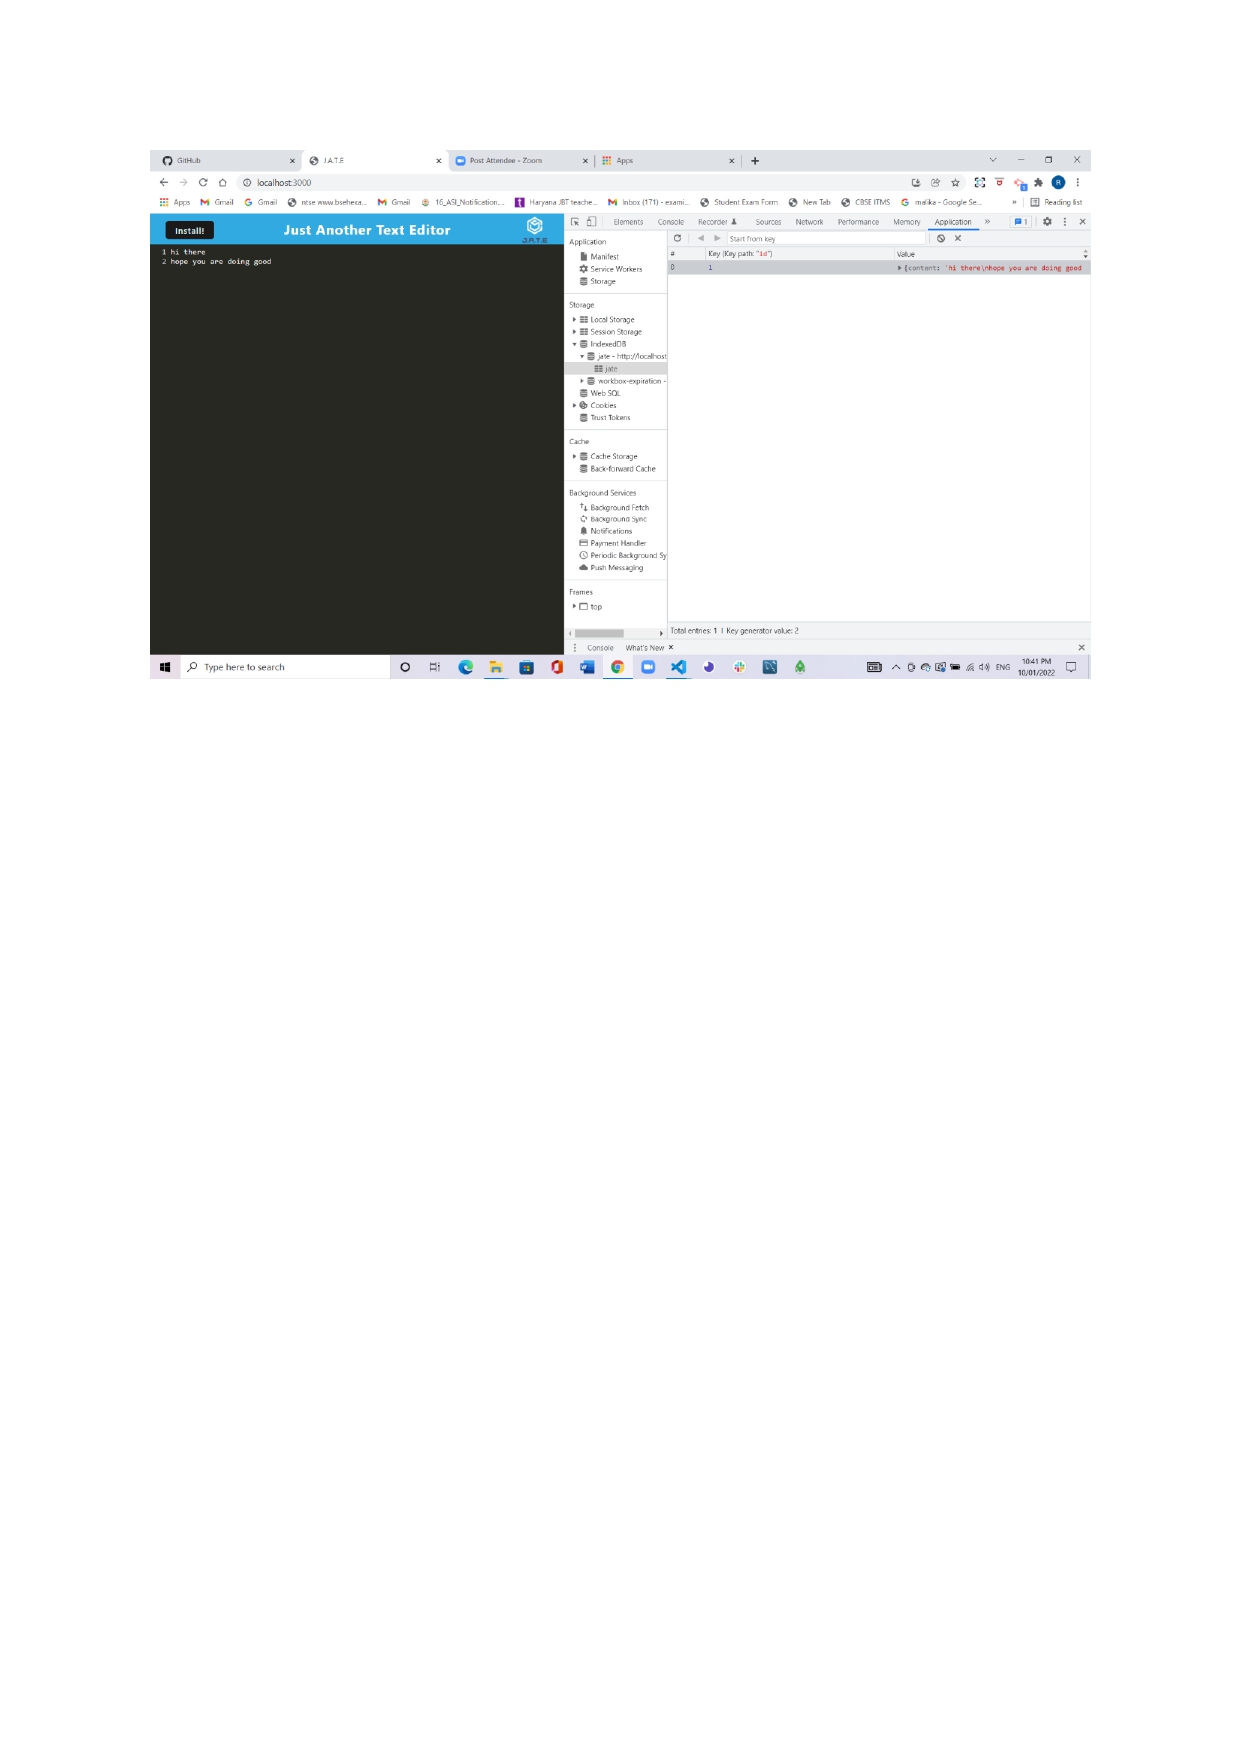 GitHub J.A.T.E Post Attendee - Zoom Apps
localhost:3000
Apps Gmail Gmail ntse www.bsehexa... Gmail 16_ASI_Notification.... Haryana JBT teache... Inbox (171) - exami... Student Exam Form New Tab CBSE ITMS malika - Google Se... » Reading list
Install! Just Another Text Editor J.A.T.E
1 hi there
2 hope you are doing good
Elements Console Recorder Sources Network Performance Memory Application » 1
Start from key
# Key (Key path: "id") Value
0 1 {content: 'hi there\nhope you are doing good
Application
Manifest
Service Workers
Storage
Storage
Local Storage
Session Storage
IndexedDB
jate - http://localhost
jate
workbox-expiration -
Web SQL
Cookies
Trust Tokens
Cache
Cache Storage
Back-forward Cache
Background Services
Background Fetch
Background Sync
Notifications
Payment Handler
Periodic Background Sy
Push Messaging
Frames
top
Total entries: 1 | Key generator value: 2
Console What's New
Type here to search
ENG
10:41 PM
10/01/2022